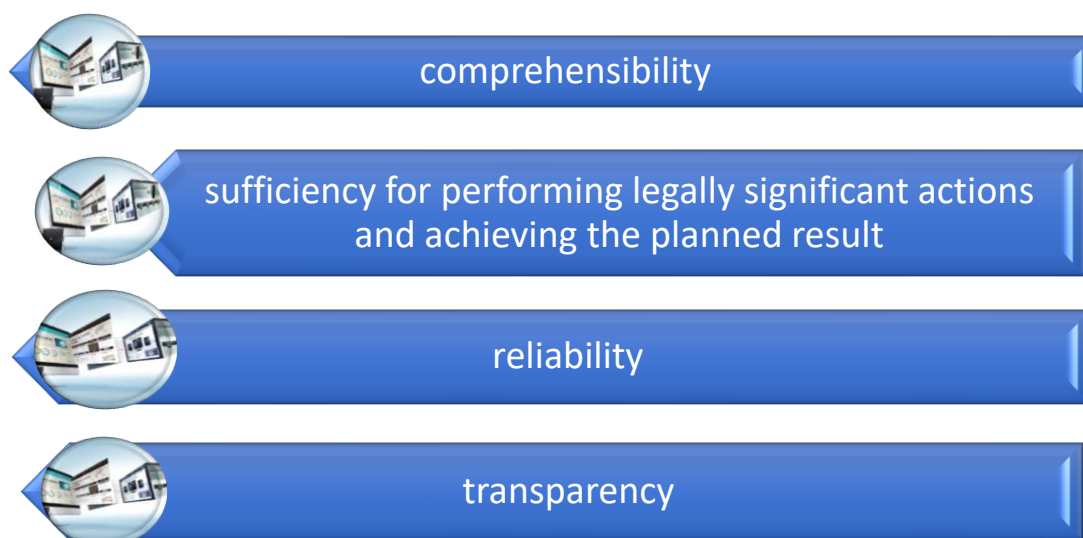 comprehensibility
sufficiency for performing legally significant actions
and achieving the planned result
reliability
transparency